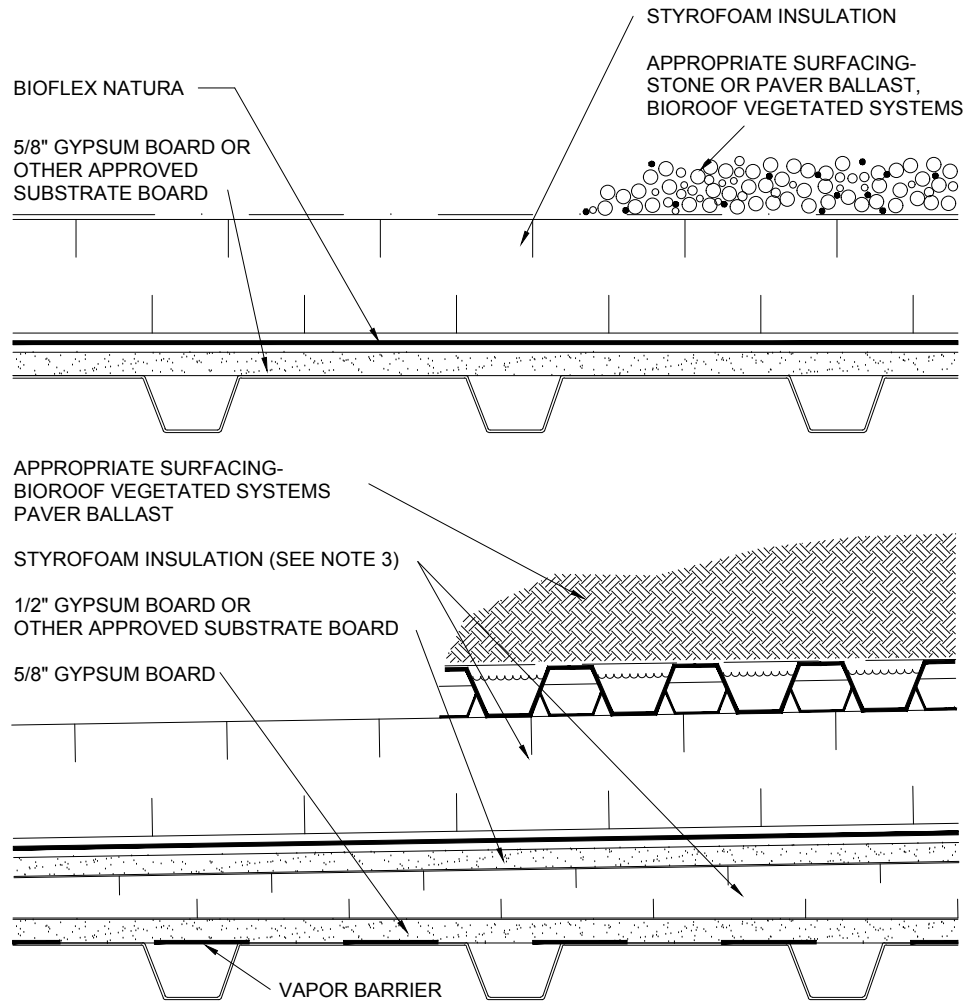 STYROFOAM INSULATION
APPROPRIATE SURFACING-
STONE OR PAVER BALLAST,
BIOROOF VEGETATED SYSTEMS
BIOFLEX NATURA
5/8" GYPSUM BOARD OR
OTHER APPROVED
SUBSTRATE BOARD
APPROPRIATE SURFACING-
BIOROOF VEGETATED SYSTEMS
PAVER BALLAST
STYROFOAM INSULATION (SEE NOTE 3)
1/2" GYPSUM BOARD OR
OTHER APPROVED SUBSTRATE BOARD
5/8" GYPSUM BOARD
VAPOR BARRIER